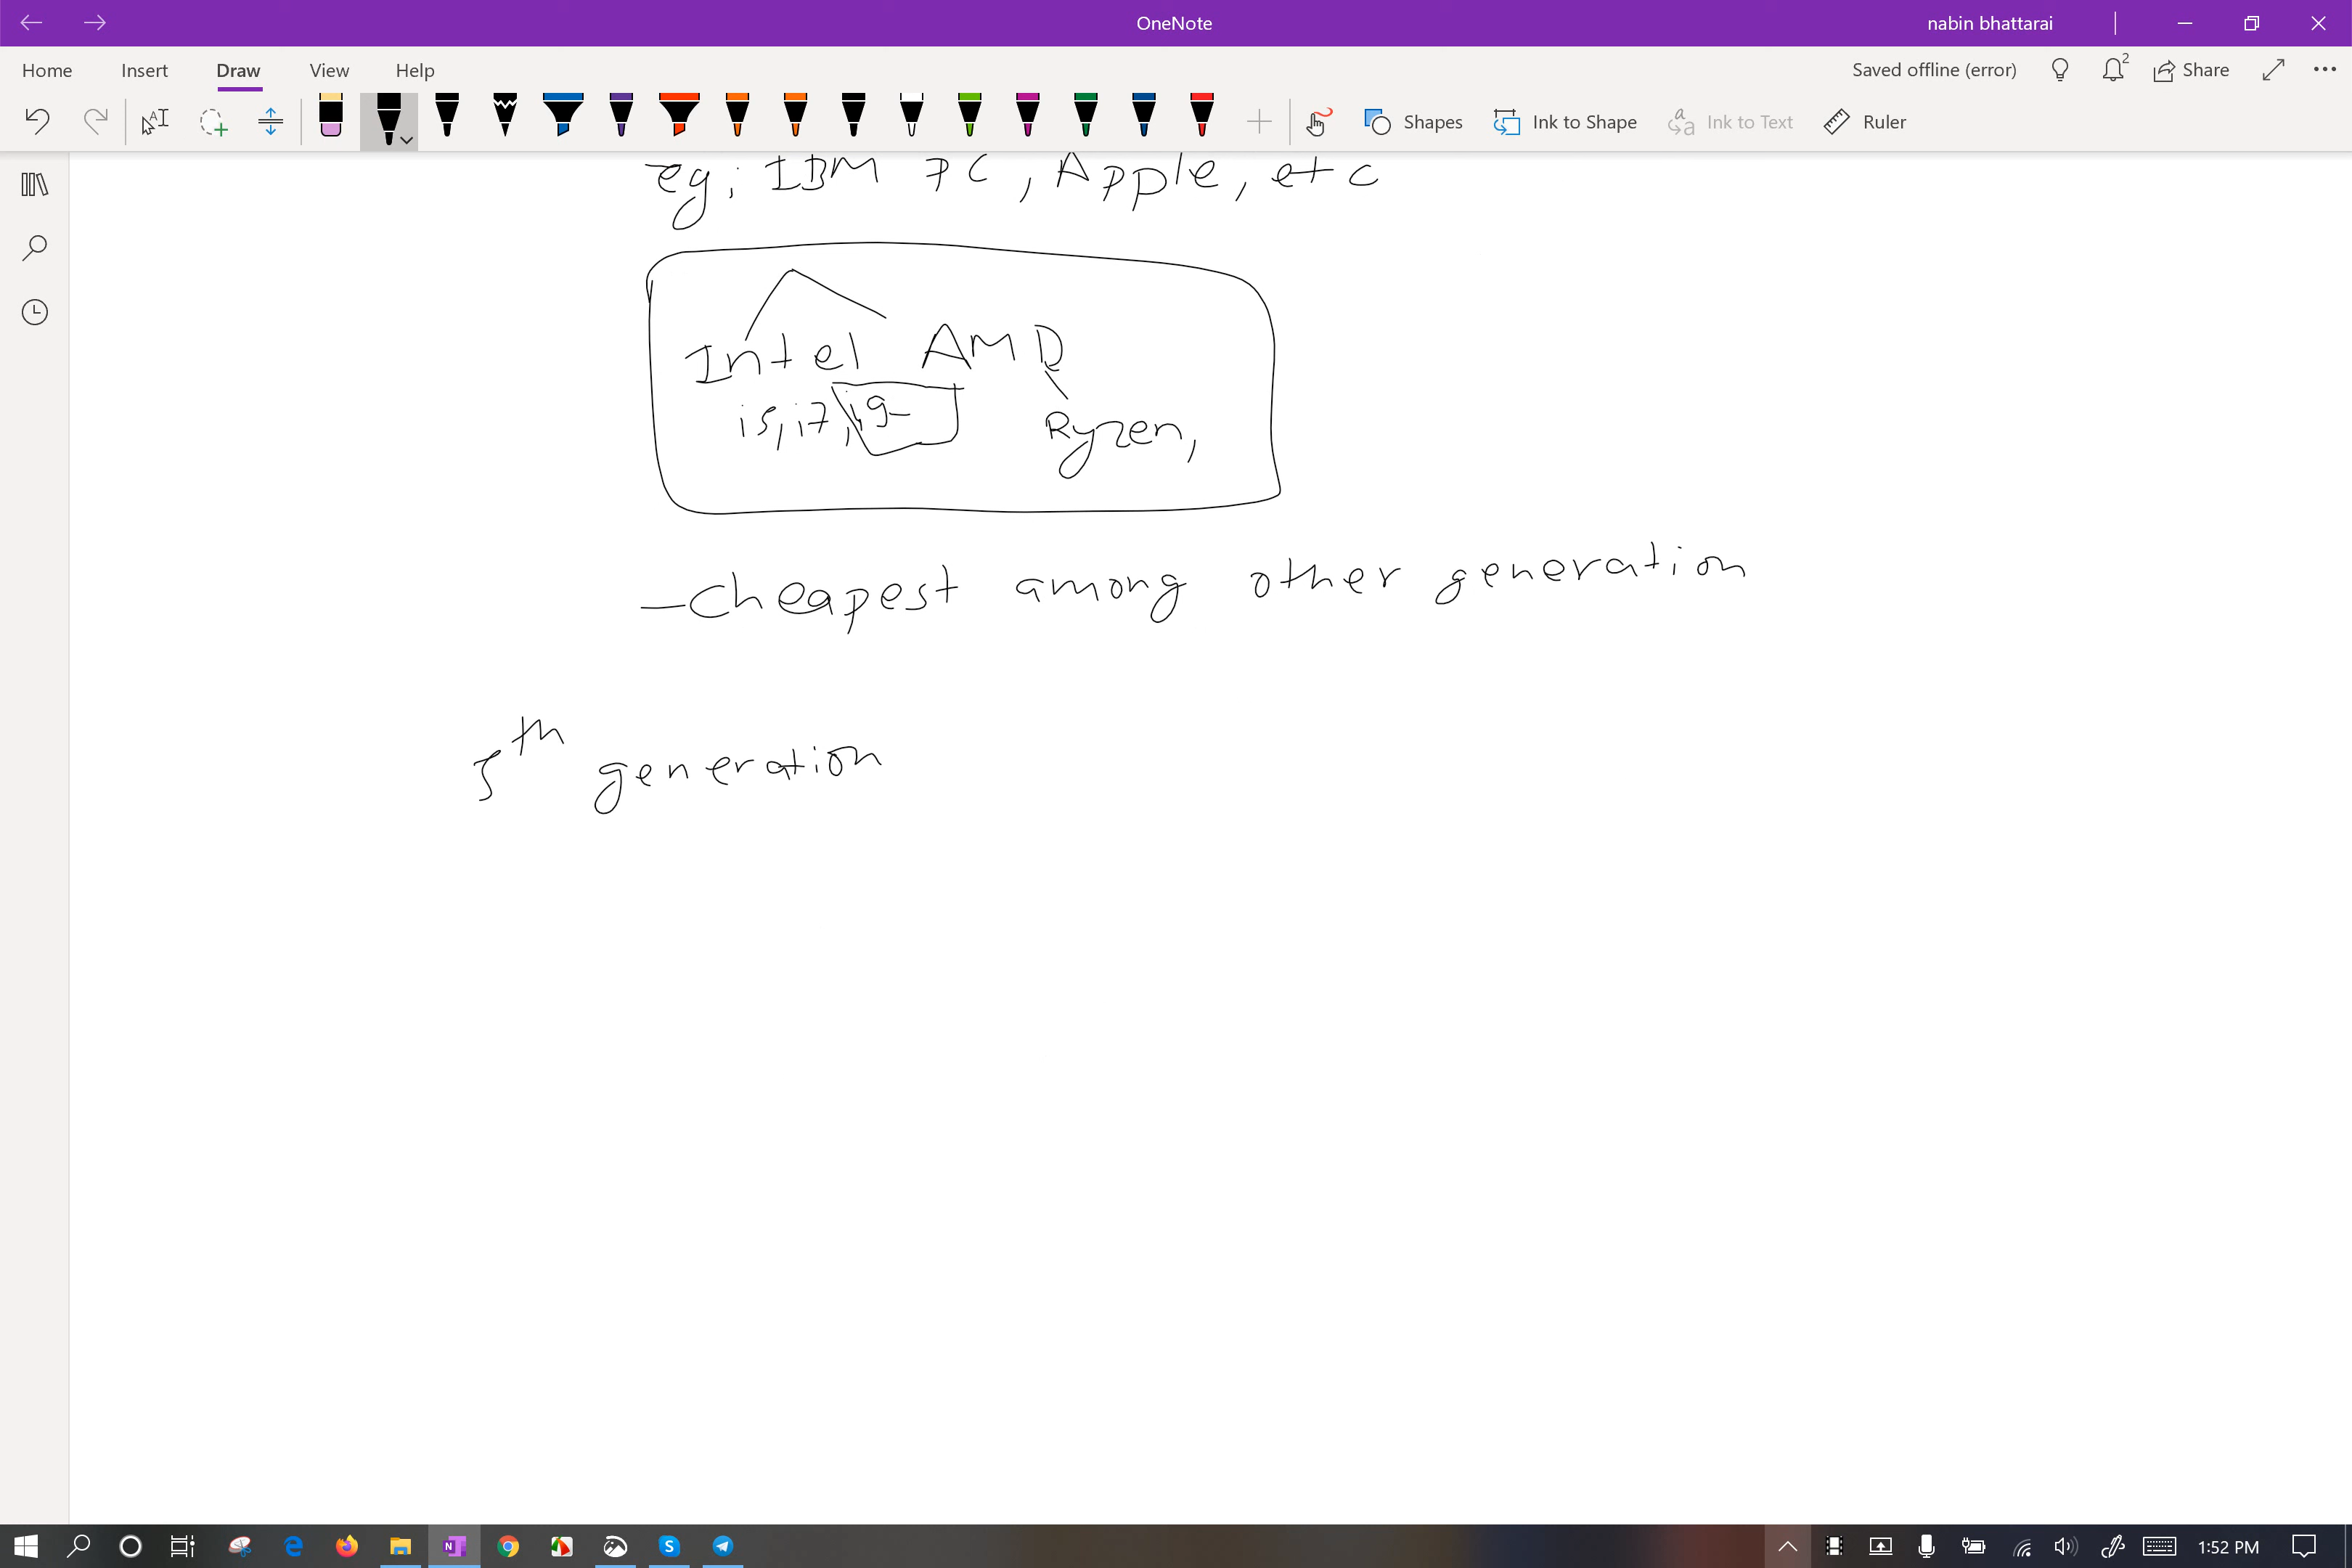 OneNote
nabin bhattarai
Home Insert Draw View Help
Saved offline (error)
2
Share
Shapes
Ink to Shape
Ink to Text
Ruler
eg; IBM PC, Apple, etc
Intel AMD
i5, i7, i9
Ryzen,
- Cheapest among other generation
5th generation
1:52 PM